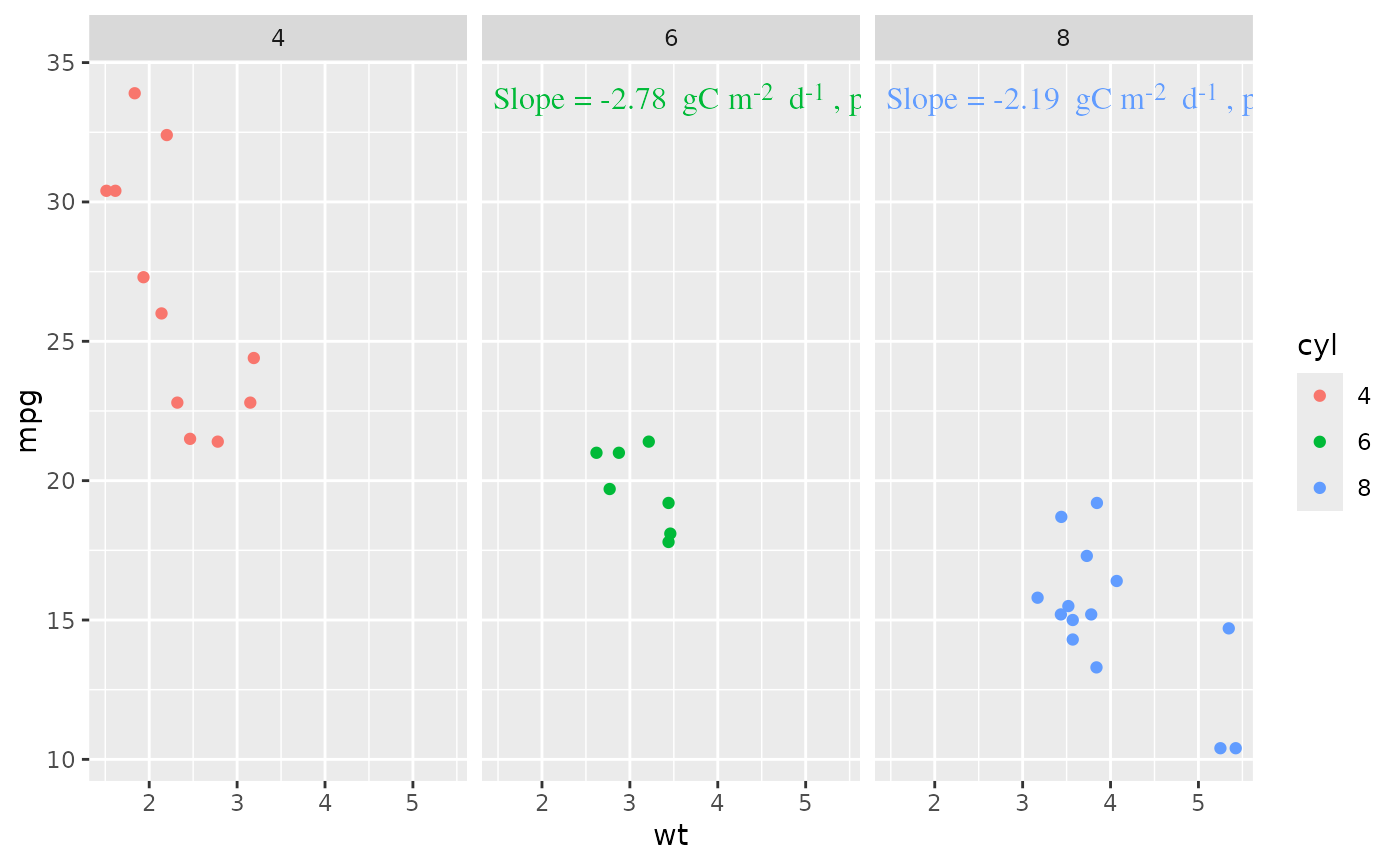 4 6 8
Slope = -2.78 gC m-2 d-1 , p
Slope = -2.19 gC m-2 d-1 , p
35
30
25
20
15
10
mpg
2 3 4 5 2 3 4 5 2 3 4 5
wt
cyl
4
6
8